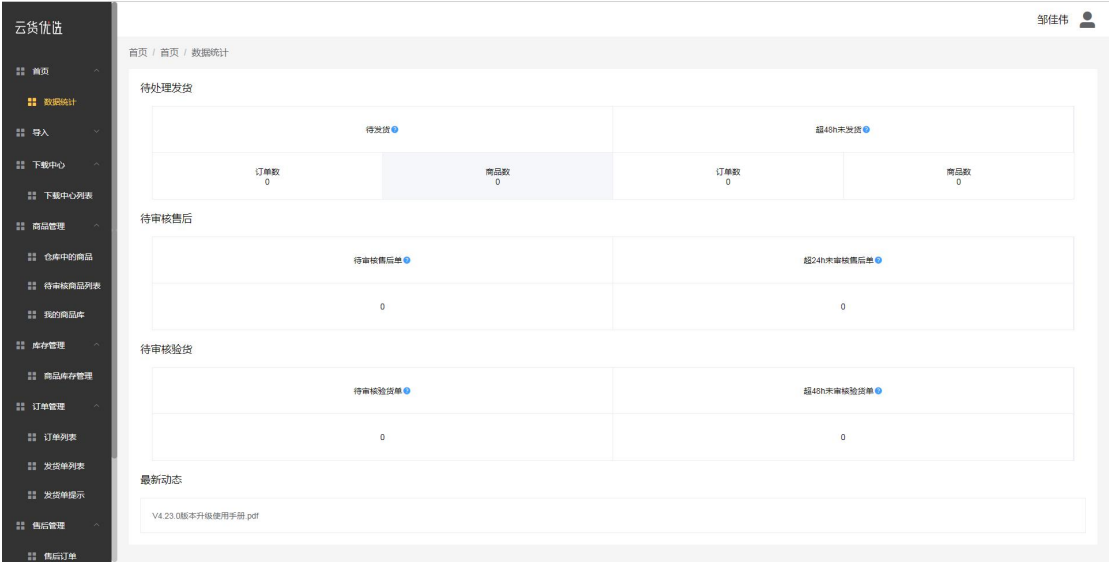 云货优选
邹佳伟
首页 / 首页 / 数据统计
首页
数据统计
导入
下载中心
下载中心列表
商品管理
仓库中的商品
待审核商品列表
我的商品库
库存管理
商品库存管理
订单管理
订单列表
发货单列表
发货单提示
售后管理
售后订单
待处理发货
待发货
超48h未发货
订单数
商品数
订单数
商品数
0
0
0
0
待审核售后
待审核售后单
超24h未审核售后单
0
0
待审核验货
待审核验货单
超48h未审核验货单
0
0
最新动态
V4.23.0版本升级使用手册.pdf